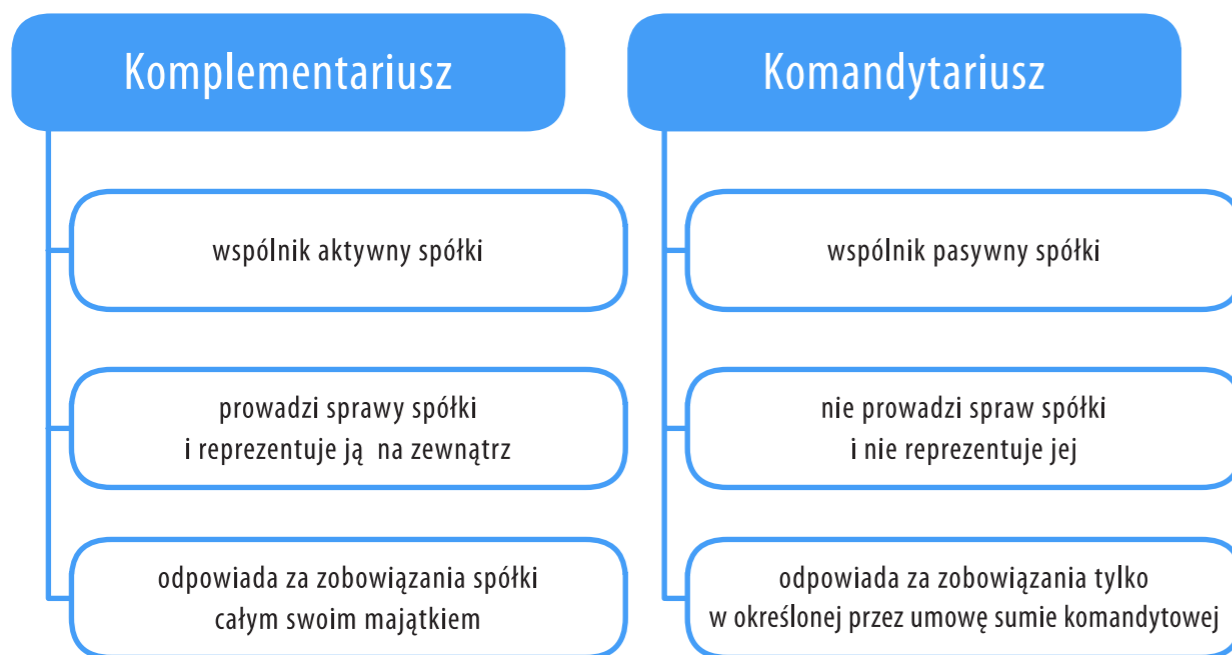 Komplementariusz
wspólnik aktywny spółki
prowadzi sprawy spółki
i reprezentuje ją na zewnątrz
odpowiada za zobowiązania spółki
całym swoim majątkiem
Komandytariusz
wspólnik pasywny spółki
nie prowadzi spraw spółki
i nie reprezentuje jej
odpowiada za zobowiązania tylko
w określonej przez umowę sumie komandytowej